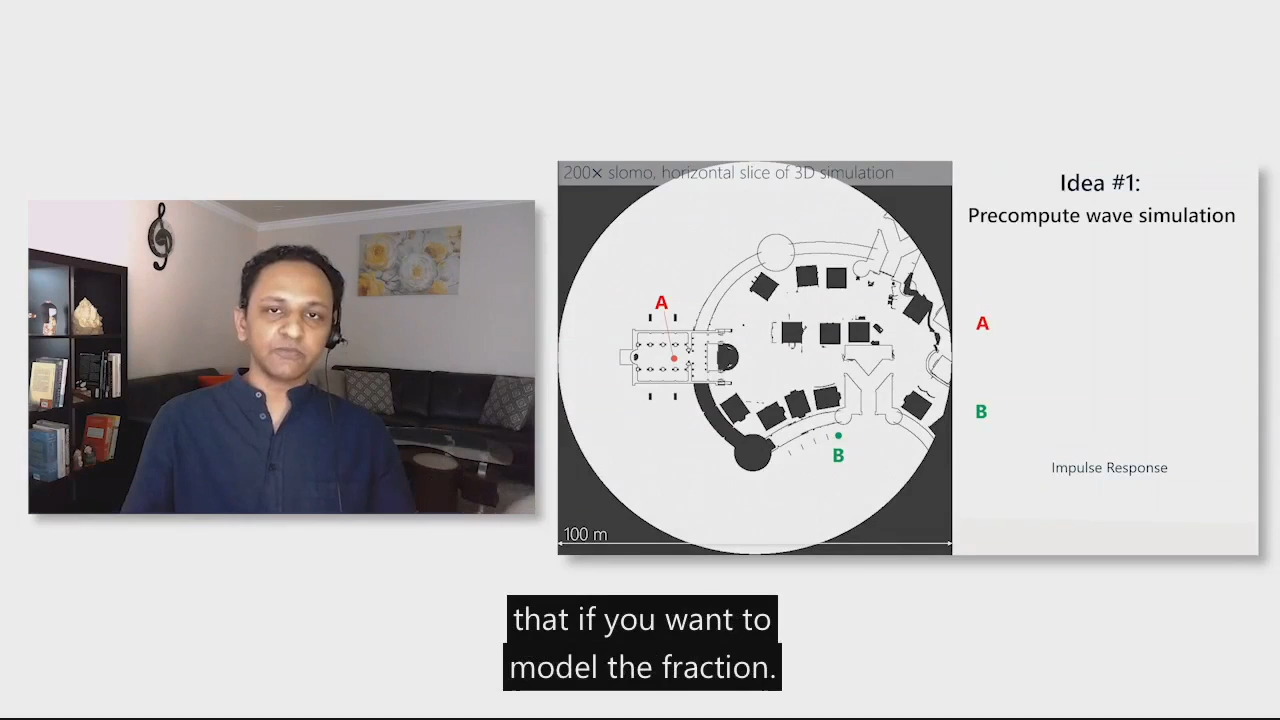 200× slomo, horizontal slice of 3D simulation
A
B
100 m
Idea #1:
Precompute wave simulation
A
B
Impulse Response
that if you want to
model the fraction.